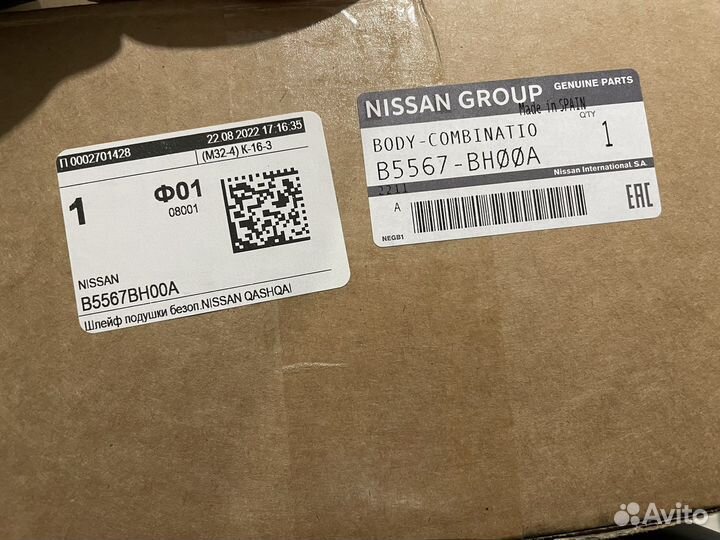 П 0002701428
22.08.2022 17:16:35
(М32-4) К-16-3
1
Ф01
08001
NISSAN
B5567BH00A
Шлейф подушки безоп.NISSAN QASHQAI
NISSAN GROUP
GENUINE PARTS
Made in SPAIN
BODY-COMBINATIO
Q'TY
1
B5567-BH00A
Nissan International. S.A.
2211
A
NEGB1
EAC
Avito